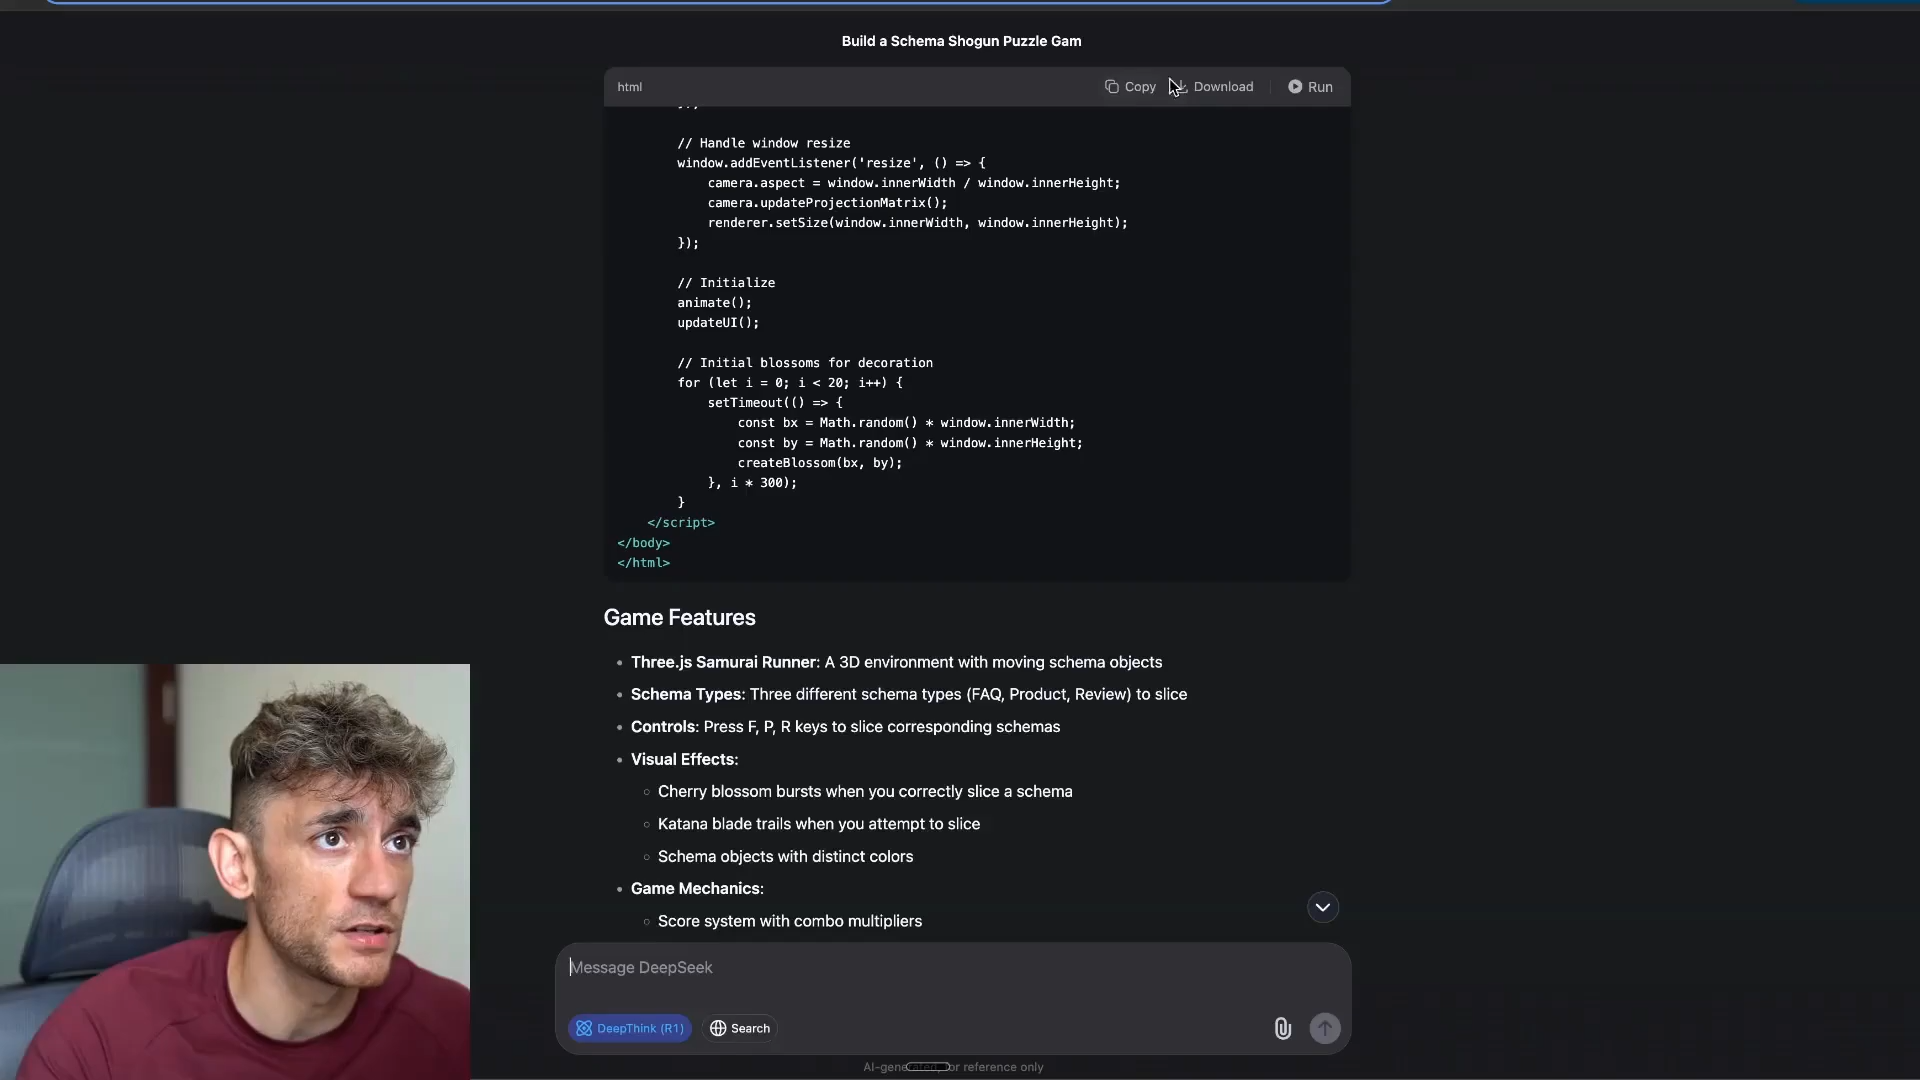 Build a Schema Shogun Puzzle Gam
html
Copy
Download
Run
// Handle window resize
window.addEventListener('resize', () => {
camera.aspect = window.innerWidth / window.innerHeight;
camera.updateProjectionMatrix();
renderer.setSize(window.innerWidth, window.innerHeight);
});
// Initialize
animate();
updateUI();
// Initial blossoms for decoration
for (let i = 0; i < 20; i++) {
setTimeout(() => {
const bx = Math.random() * window.innerWidth;
const by = Math.random() * window.innerHeight;
createBlossom(bx, by);
}, i * 300);
}
</script>
</body>
</html>
Game Features
• Three.js Samurai Runner: A 3D environment with moving schema objects
• Schema Types: Three different schema types (FAQ, Product, Review) to slice
• Controls: Press F, P, R keys to slice corresponding schemas
• Visual Effects:
○ Cherry blossom bursts when you correctly slice a schema
○ Katana blade trails when you attempt to slice
○ Schema objects with distinct colors
• Game Mechanics:
○ Score system with combo multipliers
Message DeepSeek
DeepThink (R1)
Search
reference only